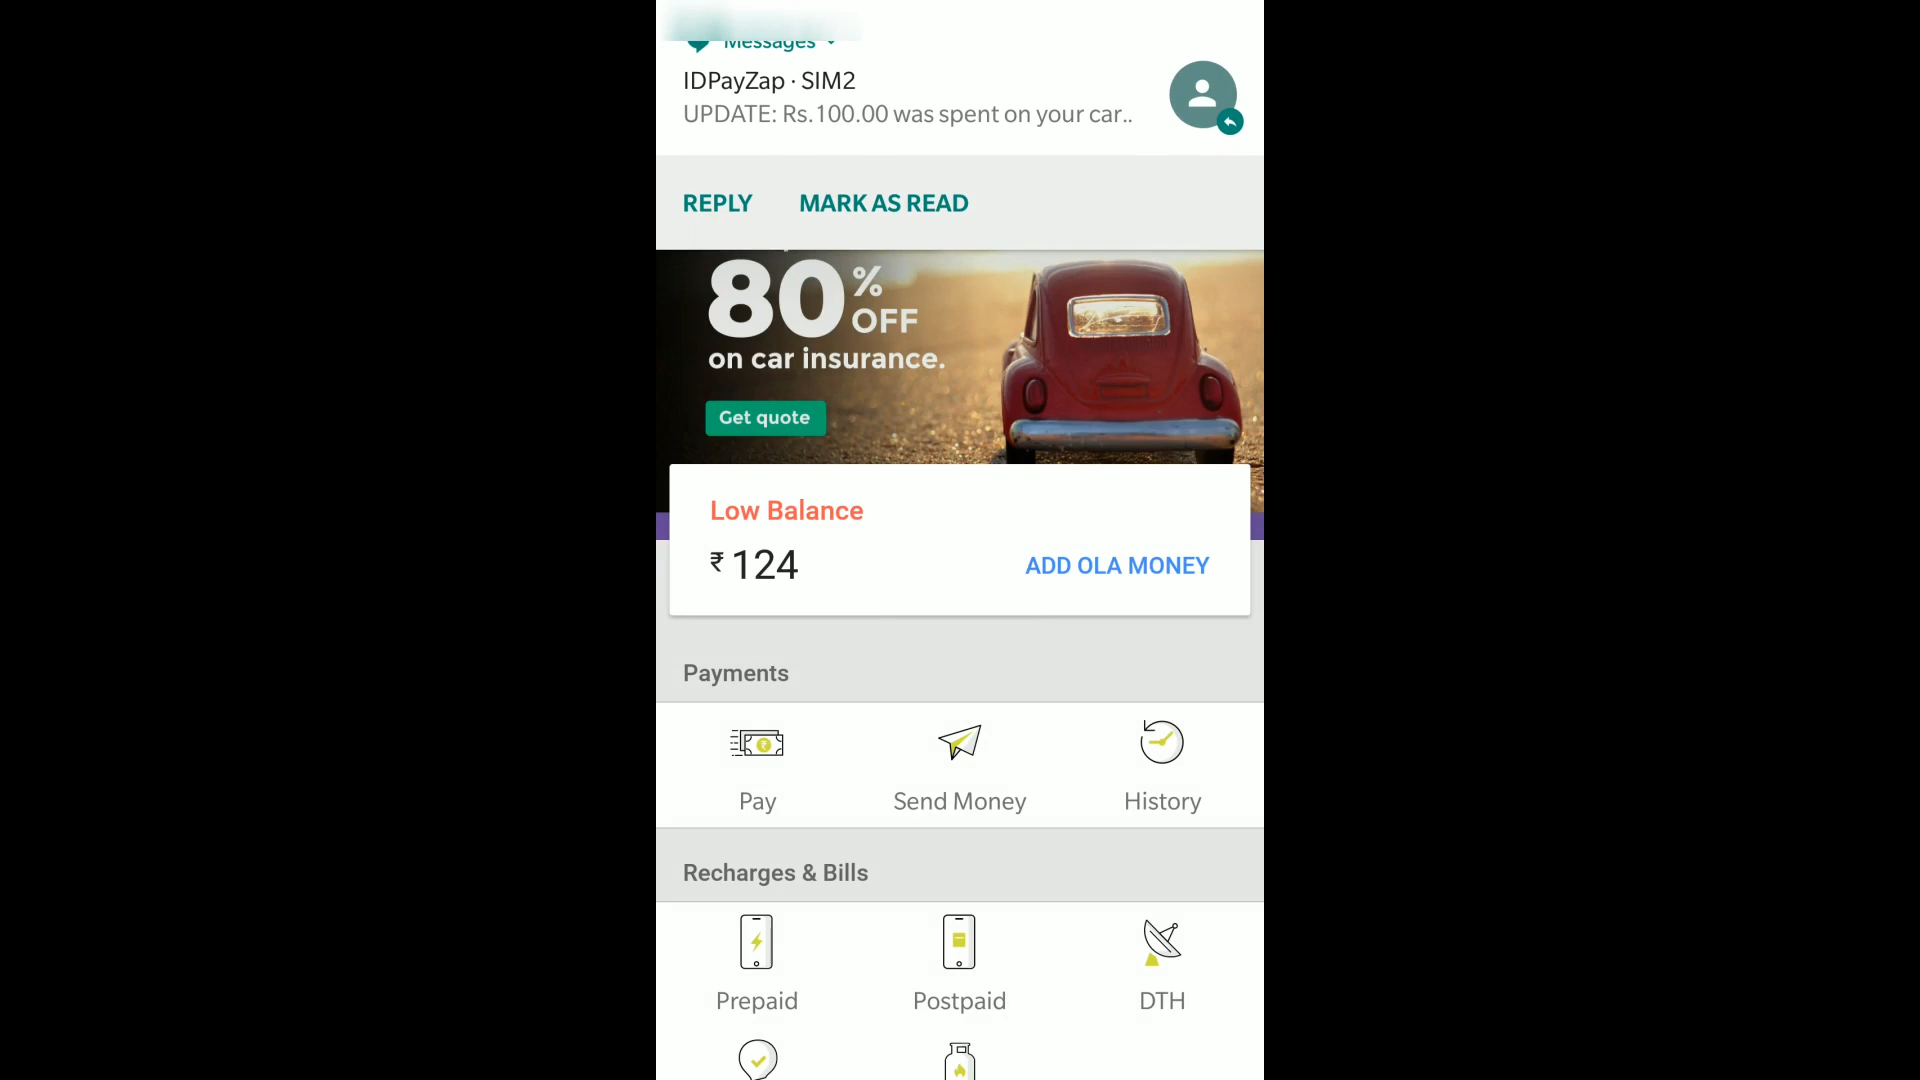 Messages
IDPayZap · SIM2
UPDATE: Rs.100.00 was spent on your car..
REPLY MARK AS READ
80% OFF
on car insurance.
Get quote
Low Balance
₹ 124 ADD OLA MONEY
Payments
Pay Send Money History
Recharges & Bills
Prepaid Postpaid DTH